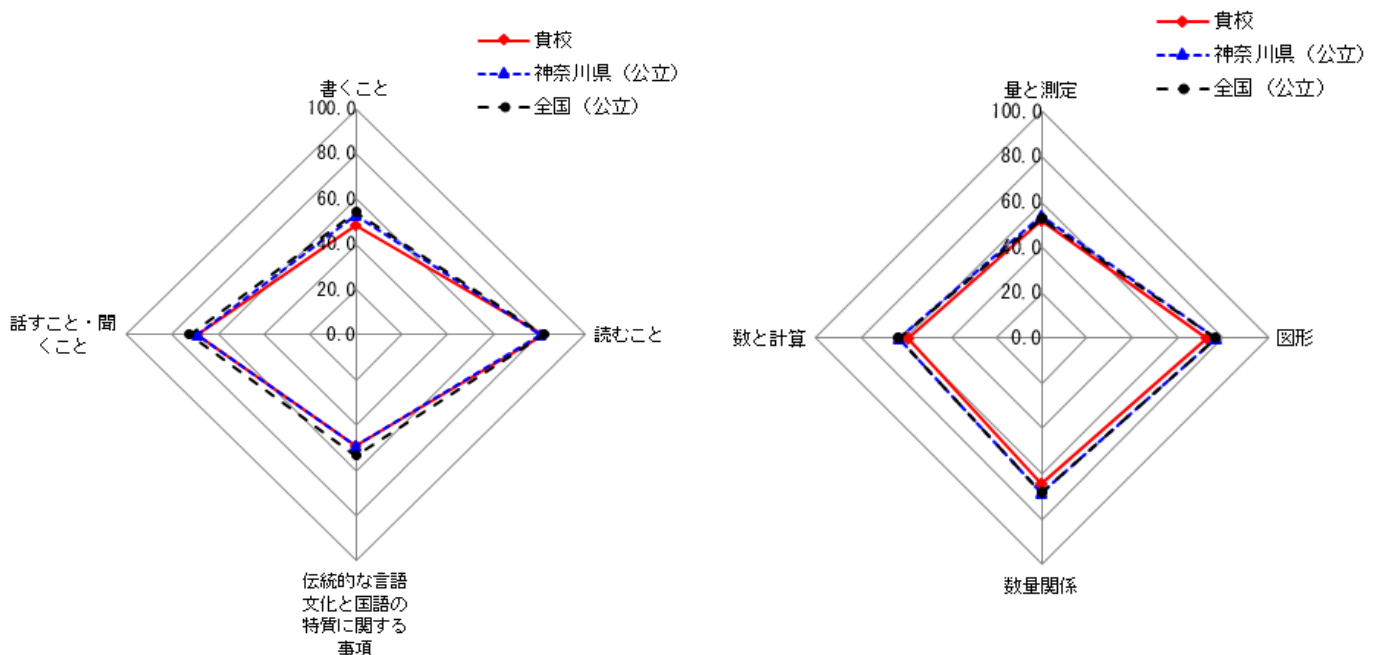 貴校
神奈川県（公立）
全国（公立）
書くこと
100.0
80.0
60.0
40.0
20.0
0.0
話すこと・聞
くこと
読むこと
伝統的な言語
文化と国語の
特質に関する
事項
貴校
神奈川県（公立）
全国（公立）
量と測定
100.0
80.0
60.0
40.0
20.0
0.0
数と計算
図形
数量関係